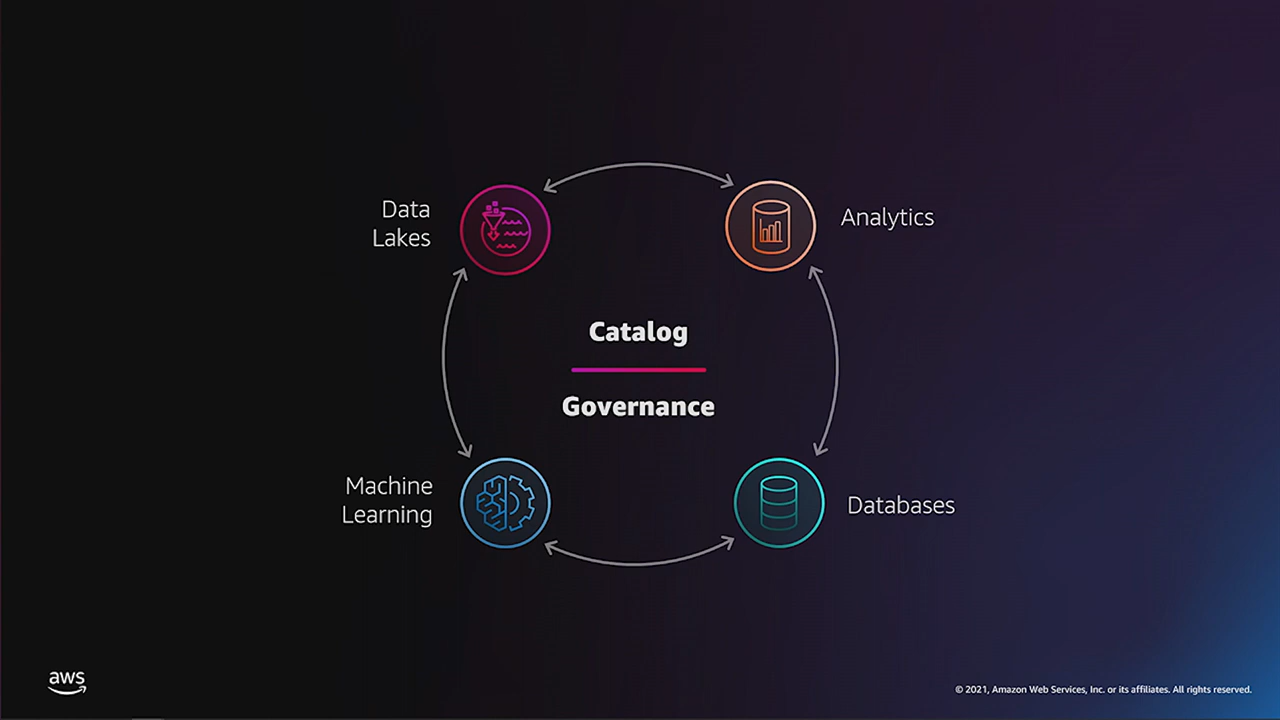 Data
Lakes
Analytics
Catalog
Governance
Machine
Learning
Databases
aws
© 2021, Amazon Web Services, Inc. or its affiliates. All rights reserved.